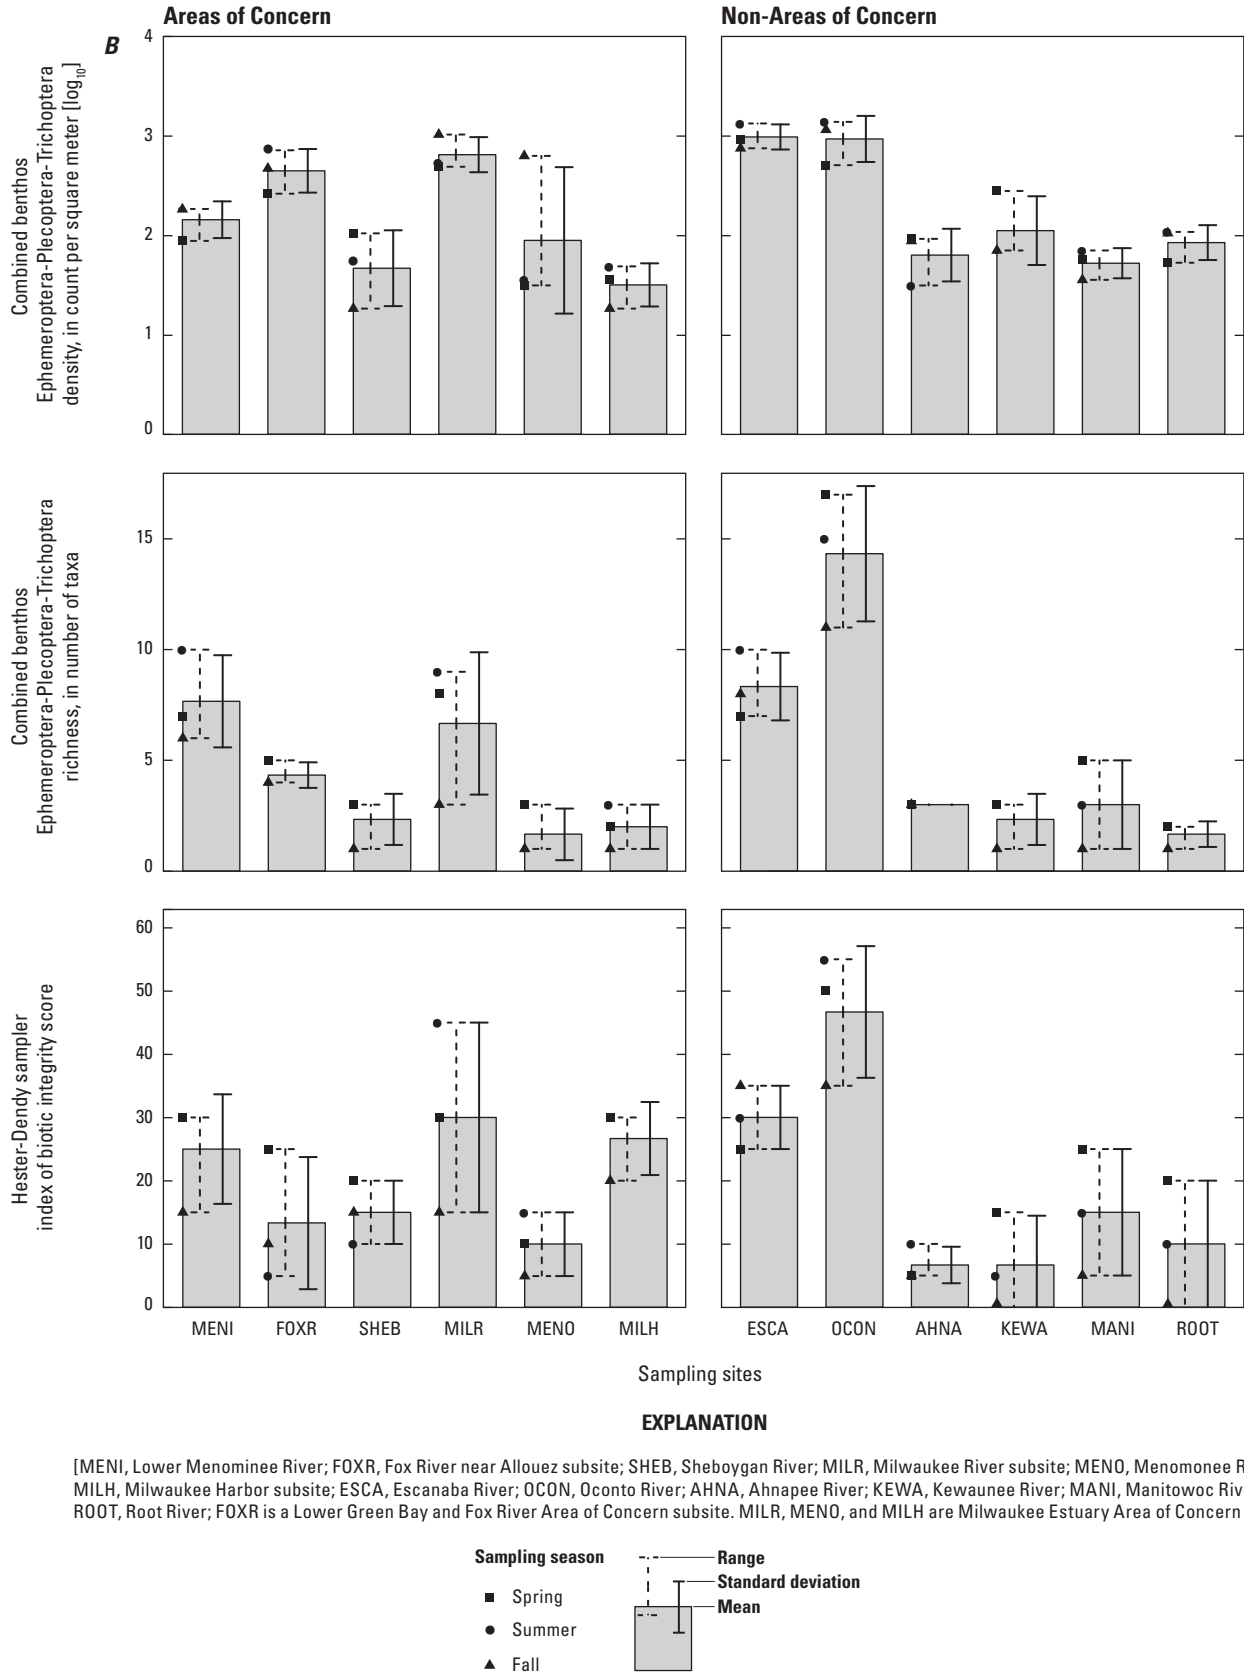 Areas of Concern
Non-Areas of Concern
B
Combined benthos
Ephemeroptera-Plecoptera-Trichoptera
density, in count per square meter [log10]
4
3
2
1
0
Combined benthos
Ephemeroptera-Plecoptera-Trichoptera
richness, in number of taxa
15
10
5
0
Hester-Dendy sampler
index of biotic integrity score
60
50
40
30
20
10
0
MENI FOXR SHEB MILR MENO MILH ESCA OCON AHNA KEWA MANI ROOT
Sampling sites
EXPLANATION
[MENI, Lower Menominee River; FOXR, Fox River near Allouez subsite; SHEB, Sheboygan River; MILR, Milwaukee River subsite; MENO, Menomonee R
MILH, Milwaukee Harbor subsite; ESCA, Escanaba River; OCON, Oconto River; AHNA, Ahnapee River; KEWA, Kewaunee River; MANI, Manitowoc Riv
ROOT, Root River; FOXR is a Lower Green Bay and Fox River Area of Concern subsite. MILR, MENO, and MILH are Milwaukee Estuary Area of Concern
Sampling season
Spring
Summer
Fall
Range
Standard deviation
Mean